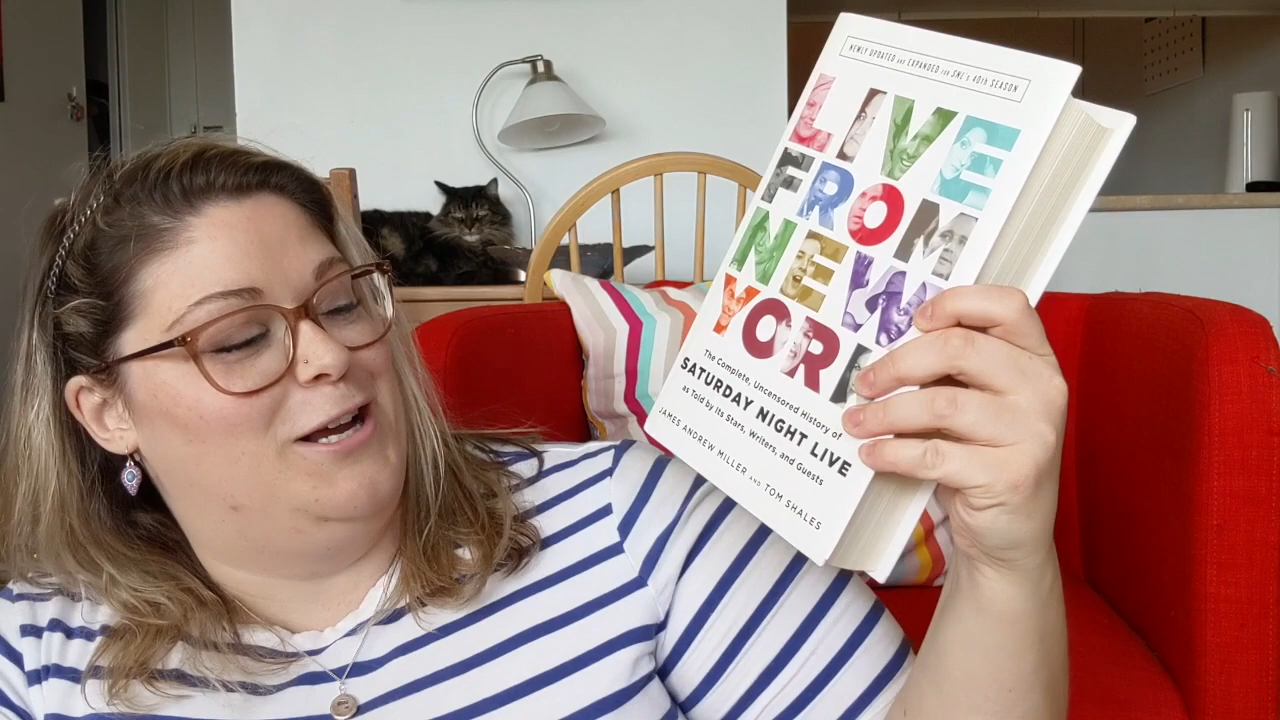 NEWLY UPDATED AND EXPANDED FOR SNL's 40th SEASON
LIVE
FROM
NEW
YORK
The Complete, Uncensored History of
SATURDAY NIGHT LIVE
as Told by Its Stars, Writers, and Guests
JAMES ANDREW MILLER AND TOM SHALES